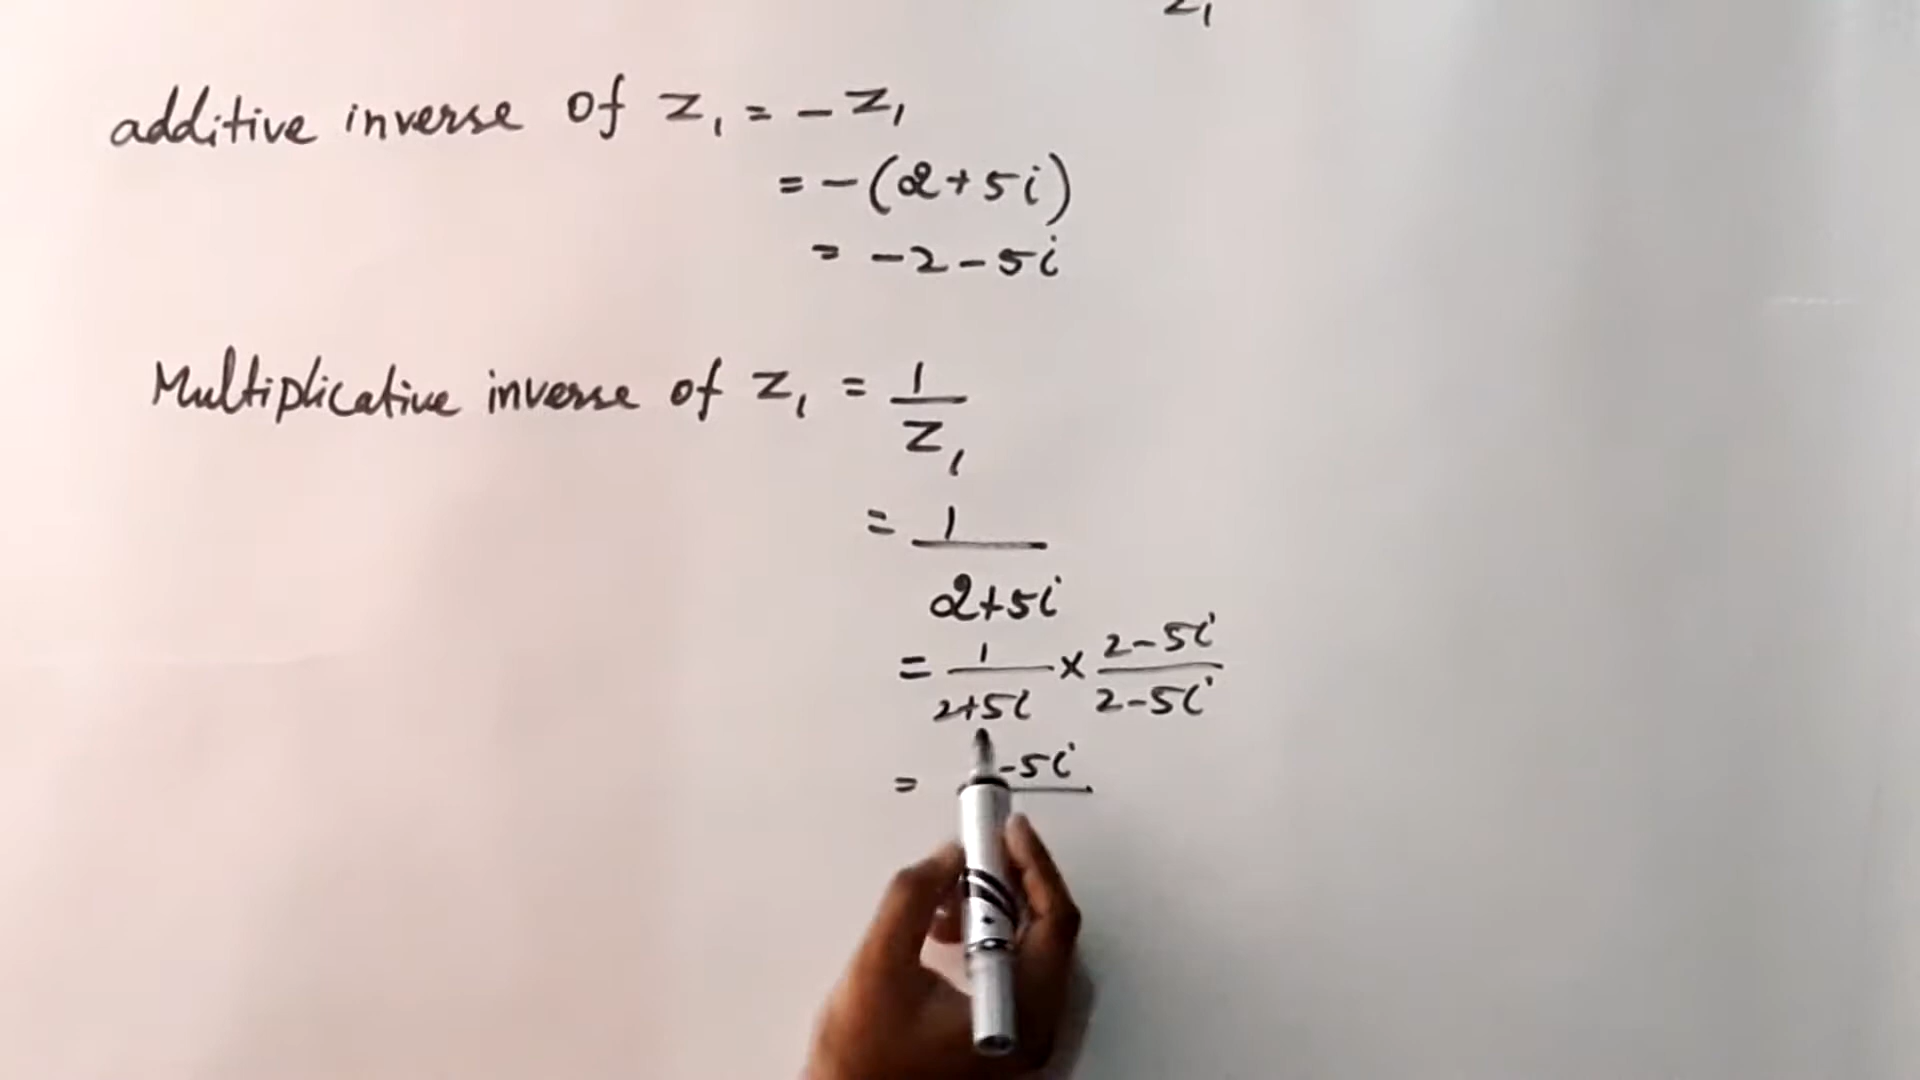 z₁
additive inverse of z₁ = -z₁
= -(2+5i)
= -2-5i
Multiplicative inverse of z₁ = 1/z₁
= 1/2+5i
= 1/2+5i × 2-5i/2-5i
= -5i